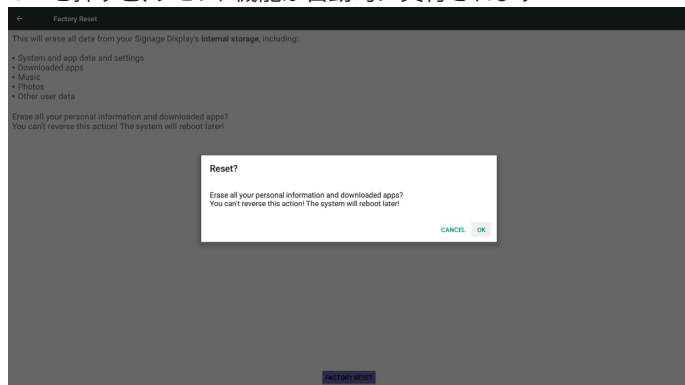 Factory Reset
This will erase all data from your Signage Display's internal storage, including:
• System and app data and settings
• Downloaded apps
• Music
• Photos
• Other user data
Erase all your personal information and downloaded apps?
You can't reverse this action! The system will reboot later!
Reset?
Erase all your personal information and downloaded apps?
You can't reverse this action! The system will reboot later!
CANCEL OK
FACTORY RESET